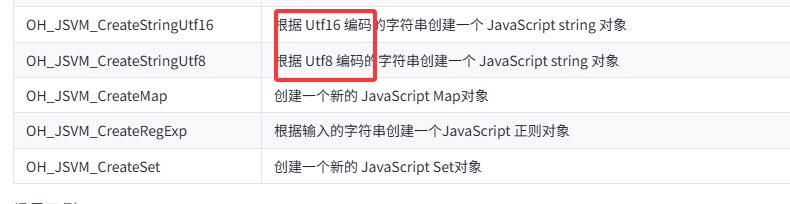 OH_JSVM_CreateStringUtf16 根据 Utf16 编码的字符串创建一个 JavaScript string 对象
OH_JSVM_CreateStringUtf8 根据 Utf8 编码的字符串创建一个 JavaScript string 对象
OH_JSVM_CreateMap 创建一个新的 JavaScript Map对象
OH_JSVM_CreateRegExp 根据输入的字符串创建一个JavaScript 正则对象
OH_JSVM_CreateSet 创建一个新的 JavaScript Set对象